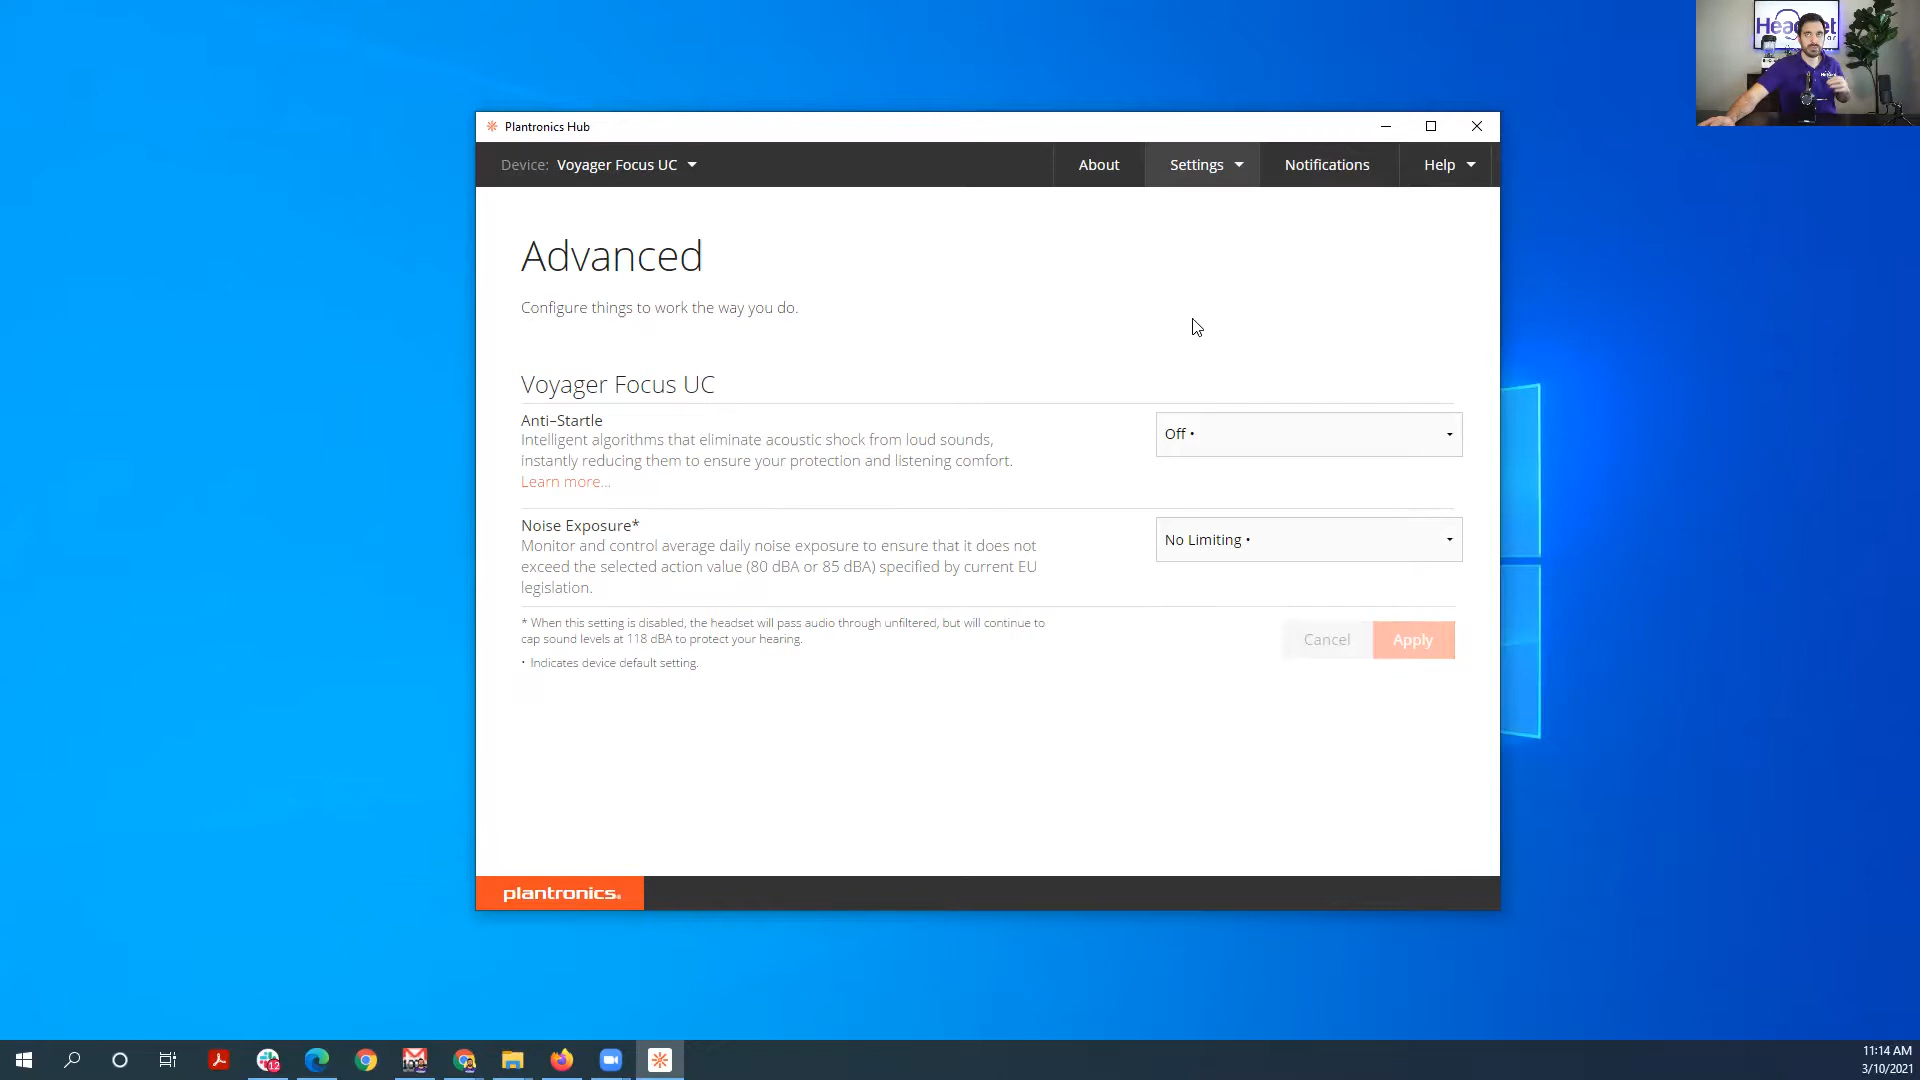 Headset
Plantronics Hub
Device: Voyager Focus UC
About
Settings
Notifications
Help
Advanced
Configure things to work the way you do.
Voyager Focus UC
Anti–Startle
Intelligent algorithms that eliminate acoustic shock from loud sounds,
instantly reducing them to ensure your protection and listening comfort.
Learn more...
Off •
Noise Exposure*
Monitor and control average daily noise exposure to ensure that it does not
exceed the selected action value (80 dBA or 85 dBA) specified by current EU
legislation.
No Limiting •
* When this setting is disabled, the headset will pass audio through unfiltered, but will continue to
cap sound levels at 118 dBA to protect your hearing.
• Indicates device default setting.
Cancel
Apply
plantronics.
12
11:14 AM
3/10/2021